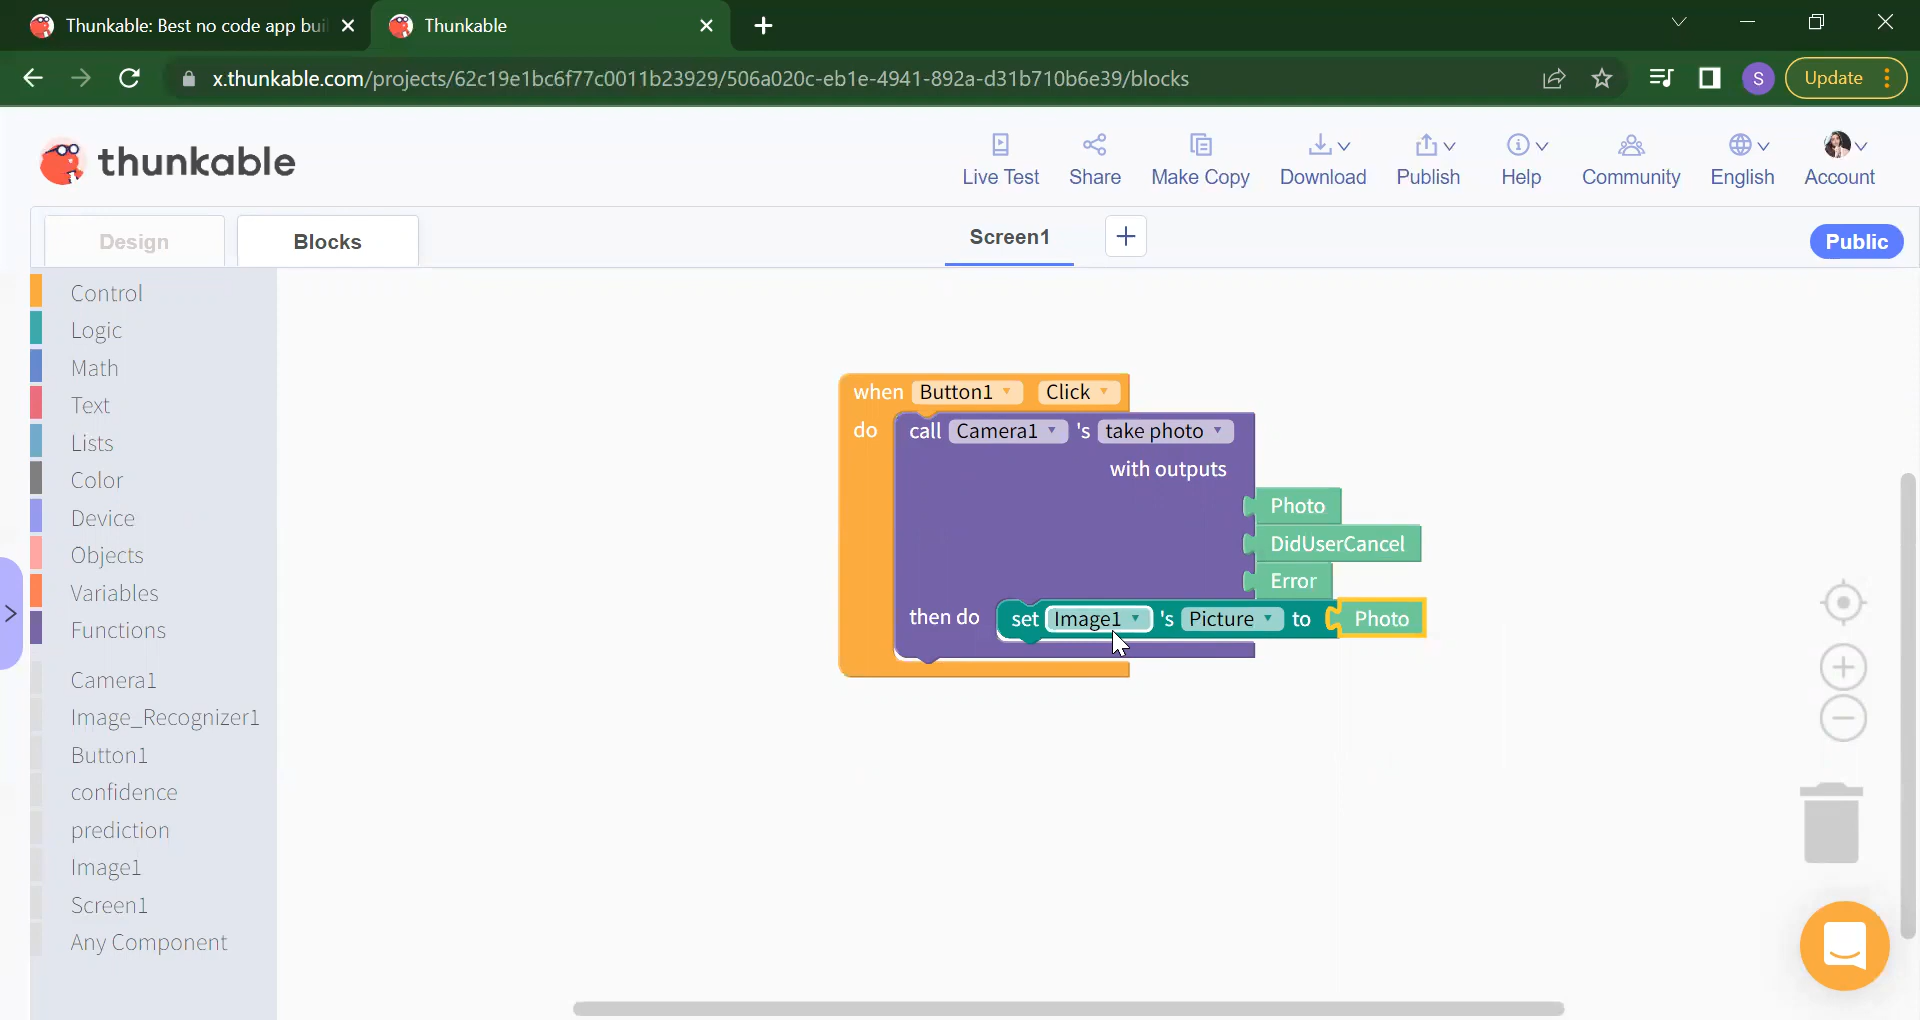 Thunkable: Best no code app bui
Thunkable
x.thunkable.com/projects/62c19e1bc6f77c0011b23929/506a020c-eb1e-4941-892a-d31b710b6e39/blocks
S
Update
thunkable
Live Test
Share
Make Copy
Download
Publish
Help
Community
English
Account
Design
Blocks
Screen1
Public
Control
Logic
Math
Text
Lists
Color
Device
Objects
Variables
Functions
Camera1
Image_Recognizer1
Button1
confidence
prediction
Image1
Screen1
Any Component
when Button1 Click
do call Camera1 's take photo
with outputs
Photo
DidUserCancel
Error
then do set Image1 's Picture to Photo